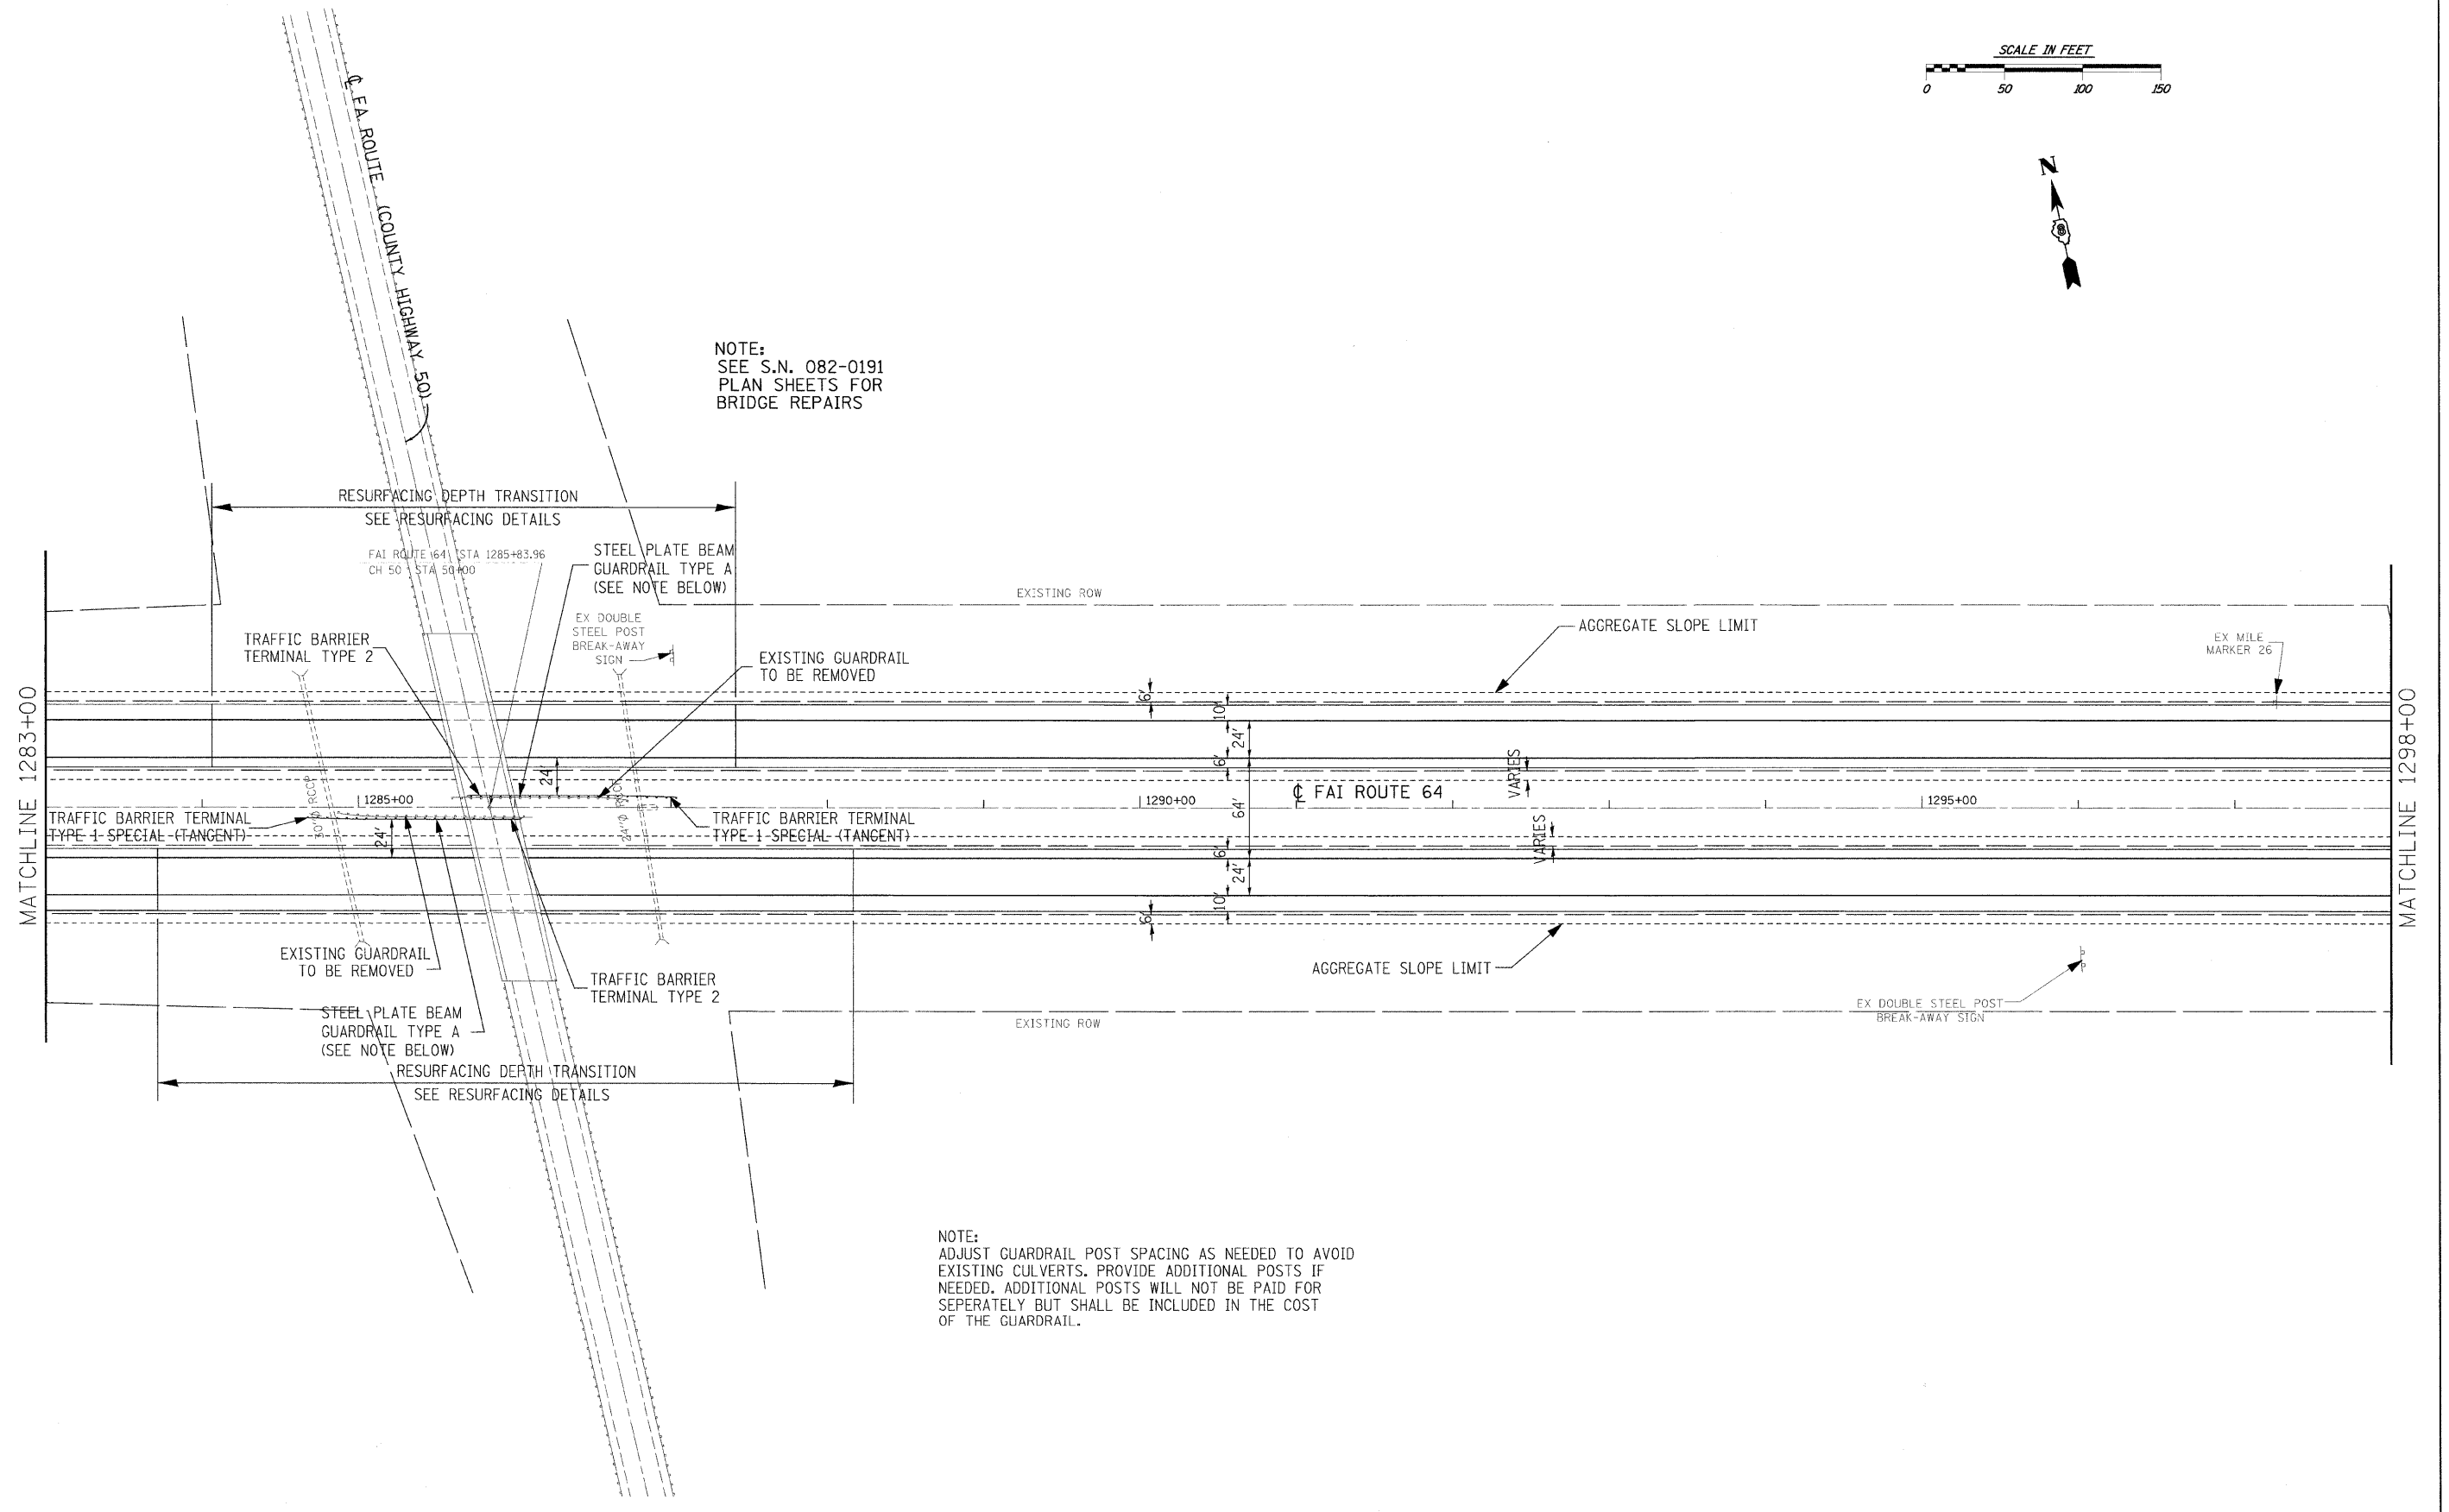 SCALE IN FEET
0 50 100 150
N
8
℄ FA ROUTE (COUNTY HIGHWAY 50)
NOTE:
SEE S.N. 082-0191
PLAN SHEETS FOR
BRIDGE REPAIRS
RESURFACING DEPTH TRANSITION
SEE RESURFACING DETAILS
FAI ROUTE 64 STA 1285+83.96
CH 50 STA 50+00
STEEL PLATE BEAM
GUARDRAIL TYPE A
(SEE NOTE BELOW)
EXISTING ROW
EX DOUBLE
STEEL POST
BREAK-AWAY
SIGN
AGGREGATE SLOPE LIMIT
EX MILE
MARKER 26
TRAFFIC BARRIER
TERMINAL TYPE 2
EXISTING GUARDRAIL
TO BE REMOVED
MATCHLINE 1283+00
MATCHLINE 1298+00
6'
10'
24'
6'
64'
6'
24'
10'
6'
24'
24'
VARIES
VARIES
1285+00
1290+00
℄ FAI ROUTE 64
1295+00
30"Ø RCCP
24"Ø RCCP
TRAFFIC BARRIER TERMINAL
TYPE 1 SPECIAL (TANGENT)
TRAFFIC BARRIER TERMINAL
TYPE 1 SPECIAL (TANGENT)
EXISTING GUARDRAIL
TO BE REMOVED
TRAFFIC BARRIER
TERMINAL TYPE 2
AGGREGATE SLOPE LIMIT
EX DOUBLE STEEL POST
BREAK-AWAY SIGN
STEEL PLATE BEAM
GUARDRAIL TYPE A
(SEE NOTE BELOW)
EXISTING ROW
RESURFACING DEPTH TRANSITION
SEE RESURFACING DETAILS
NOTE:
ADJUST GUARDRAIL POST SPACING AS NEEDED TO AVOID
EXISTING CULVERTS. PROVIDE ADDITIONAL POSTS IF
NEEDED. ADDITIONAL POSTS WILL NOT BE PAID FOR
SEPERATELY BUT SHALL BE INCLUDED IN THE COST
OF THE GUARDRAIL.